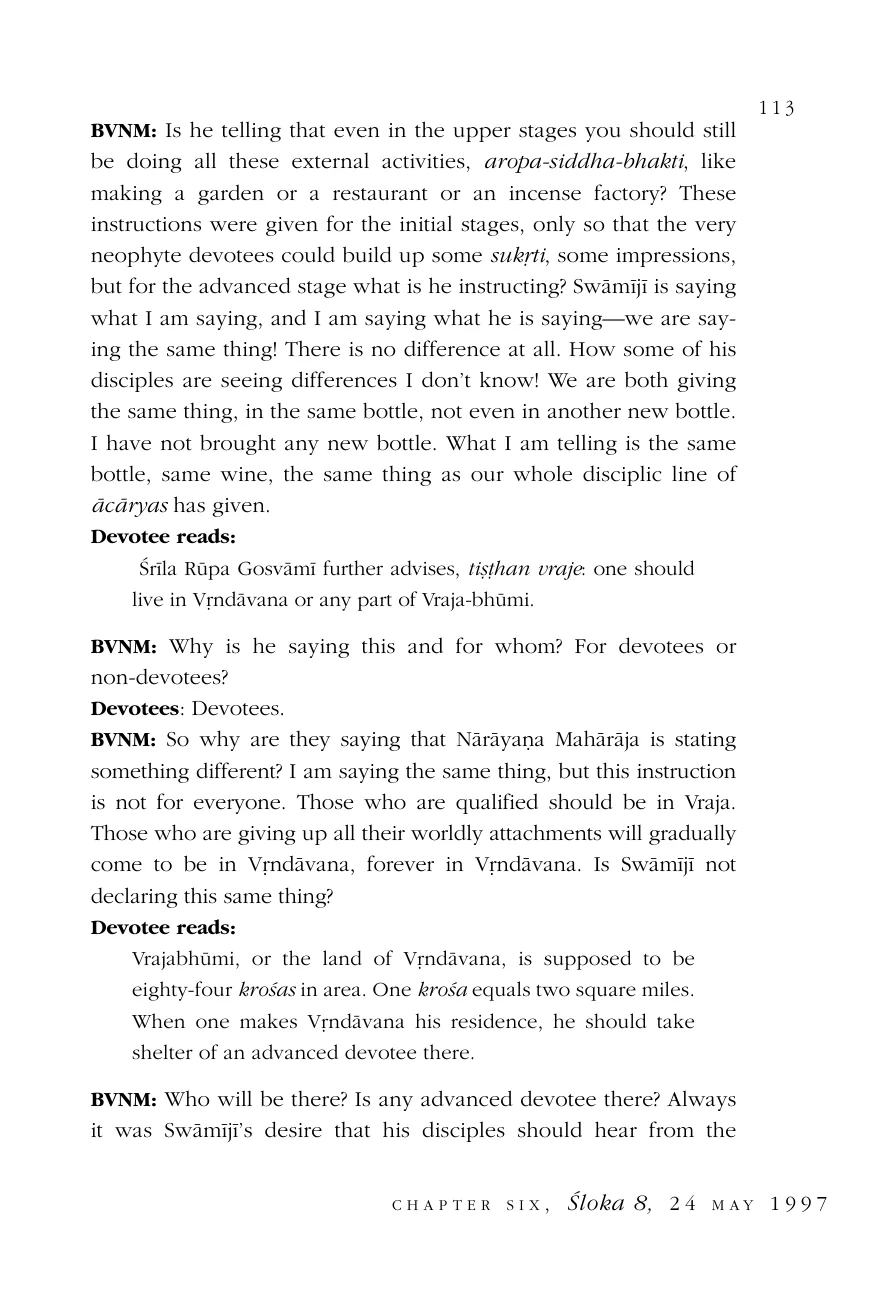 113
BVNM: Is he telling that even in the upper stages you should still
be doing all these external activities, aropa-siddha-bhakti, like
making a garden or a restaurant or an incense factory? These
instructions were given for the initial stages, only so that the very
neophyte devotees could build up some sukṛti, some impressions,
but for the advanced stage what is he instructing? Swāmījī is saying
what I am saying, and I am saying what he is saying—we are say-
ing the same thing! There is no difference at all. How some of his
disciples are seeing differences I don’t know! We are both giving
the same thing, in the same bottle, not even in another new bottle.
I have not brought any new bottle. What I am telling is the same
bottle, same wine, the same thing as our whole disciplic line of
ācāryas has given.
Devotee reads:
Śrīla Rūpa Gosvāmī further advises, tiṣṭhan vraje: one should
live in Vṛndāvana or any part of Vraja-bhūmi.
BVNM: Why is he saying this and for whom? For devotees or
non-devotees?
Devotees: Devotees.
BVNM: So why are they saying that Nārāyaṇa Mahārāja is stating
something different? I am saying the same thing, but this instruction
is not for everyone. Those who are qualified should be in Vraja.
Those who are giving up all their worldly attachments will gradually
come to be in Vṛndāvana, forever in Vṛndāvana. Is Swāmījī not
declaring this same thing?
Devotee reads:
Vrajabhūmi, or the land of Vṛndāvana, is supposed to be
eighty-four krośas in area. One krośa equals two square miles.
When one makes Vṛndāvana his residence, he should take
shelter of an advanced devotee there.
BVNM: Who will be there? Is any advanced devotee there? Always
it was Swāmījī’s desire that his disciples should hear from the
CHAPTER SIX, Śloka 8, 24 MAY 1997